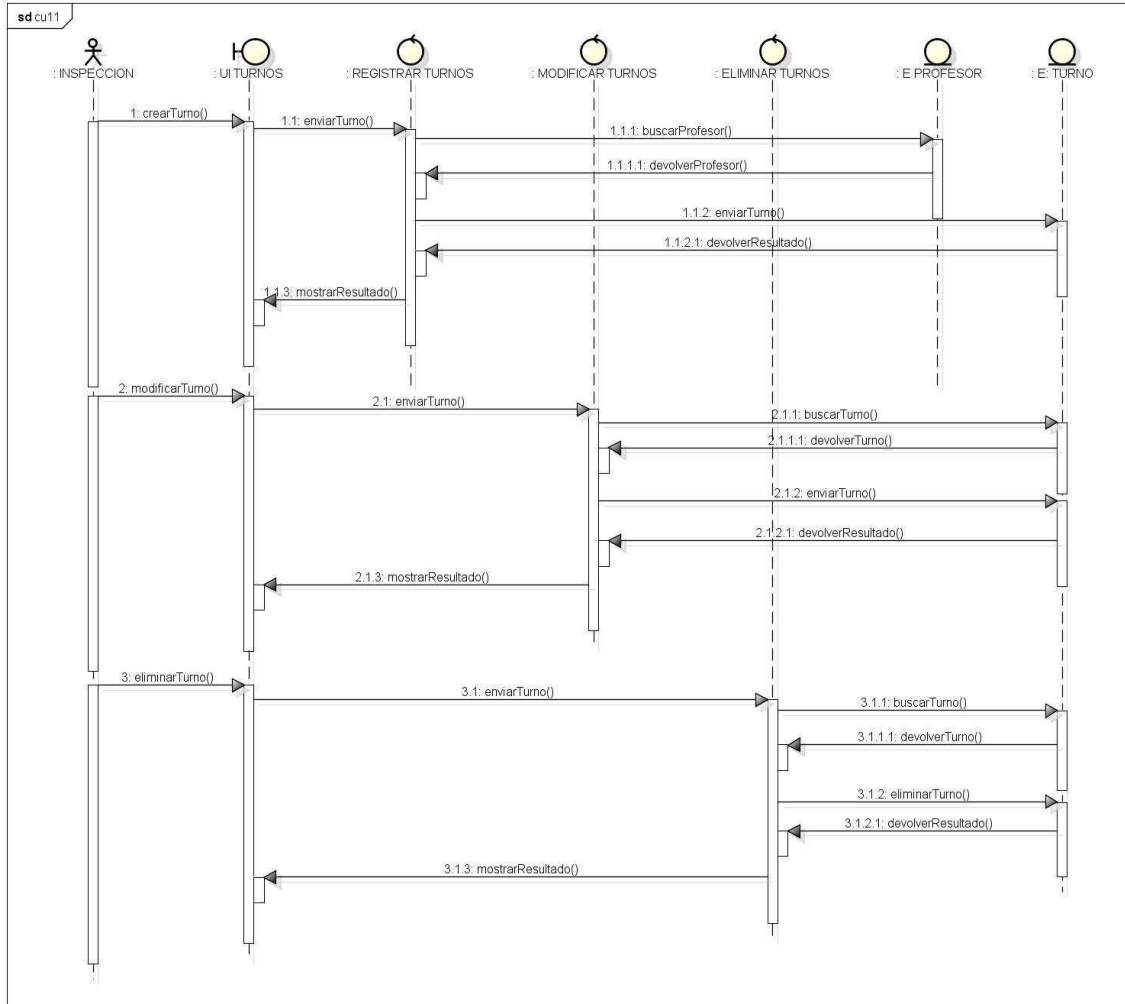 sd cu11
: INSPECCION
: UI TURNOS
: REGISTRAR TURNOS
: MODIFICAR TURNOS
: ELIMINAR TURNOS
: E PROFESOR
: E: TURNO
1: crearTurno()
1.1: enviarTurno()
1.1.1: buscarProfesor()
1.1.1.1: devolverProfesor()
1.1.2: enviarTurno()
1.1.2.1: devolverResultado()
1.1.3: mostrarResultado()
2: modificarTurno()
2.1: enviarTurno()
2.1.1: buscarTurno()
2.1.1.1: devolverTurno()
2.1.2: enviarTurno()
2.1.2.1: devolverResultado()
2.1.3: mostrarResultado()
3: eliminarTurno()
3.1: enviarTurno()
3.1.1: buscarTurno()
3.1.1.1: devolverTurno()
3.1.2: eliminarTurno()
3.1.2.1: devolverResultado()
3.1.3: mostrarResultado()